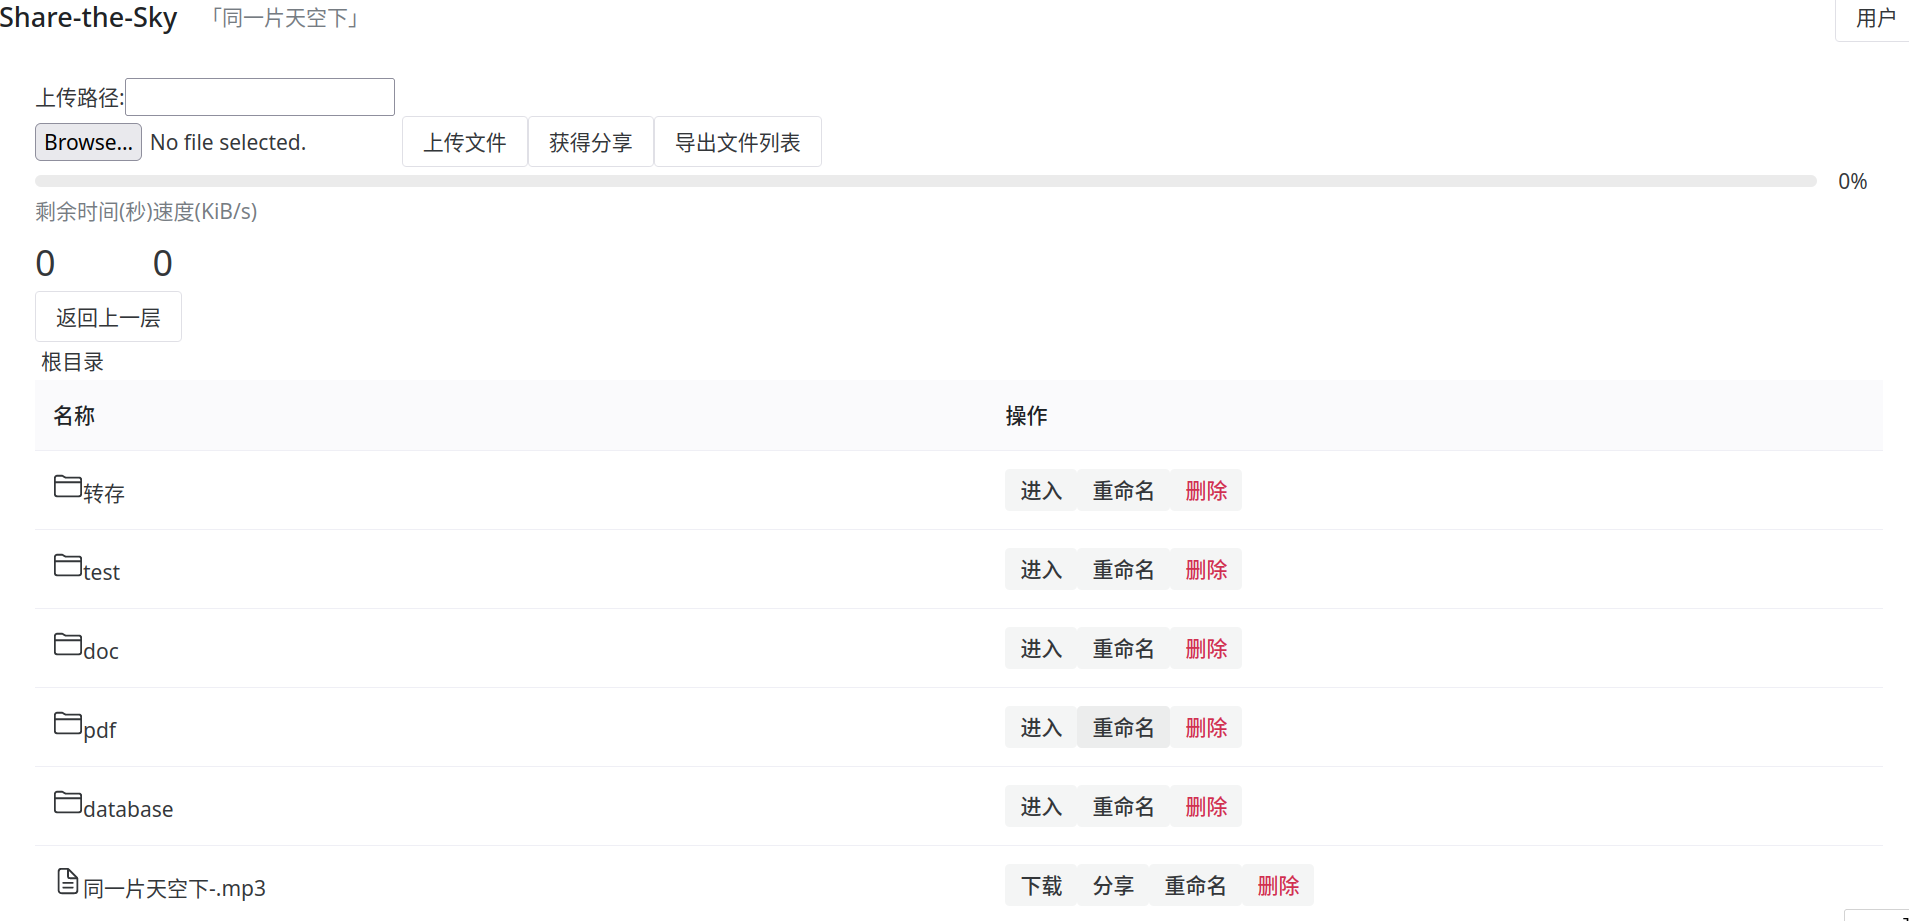 Share-the-Sky 「同一片天空下」 用户
上传路径:
Browse... No file selected. 上传文件 获得分享 导出文件列表
0%
剩余时间(秒)速度(KiB/s)
0 0
返回上一层
根目录
名称 操作
转存 进入 重命名 删除
test 进入 重命名 删除
doc 进入 重命名 删除
pdf 进入 重命名 删除
database 进入 重命名 删除
同一片天空下-.mp3 下载 分享 重命名 删除